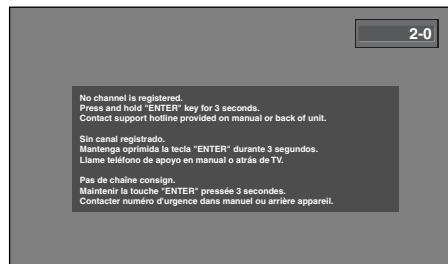 2-0
No channel is registered.
Press and hold "ENTER" key for 3 seconds.
Contact support hotline provided on manual or back of unit.
Sin canal registrado.
Mantenga oprimida la tecla "ENTER" durante 3 segundos.
Llame teléfono de apoyo en manual o atrás de TV.
Pas de chaîne consign.
Maintenir la touche "ENTER" pressée 3 secondes.
Contacter numéro d'urgence dans manuel ou arrière appareil.